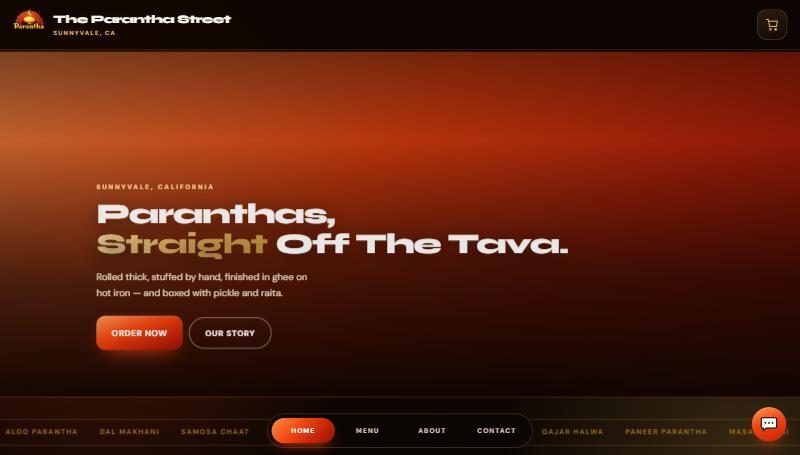 Parantha
The Parantha Street
SUNNYVALE, CA
SUNNYVALE, CALIFORNIA
Paranthas,
Straight Off The Tava.
Rolled thick, stuffed by hand, finished in ghee on
hot iron — and boxed with pickle and raita.
ORDER NOW
OUR STORY
ALOO PARANTHA DAL MAKHANI SAMOSA CHAAT HOME MENU ABOUT CONTACT GAJAR HALWA PANEER PARANTHA